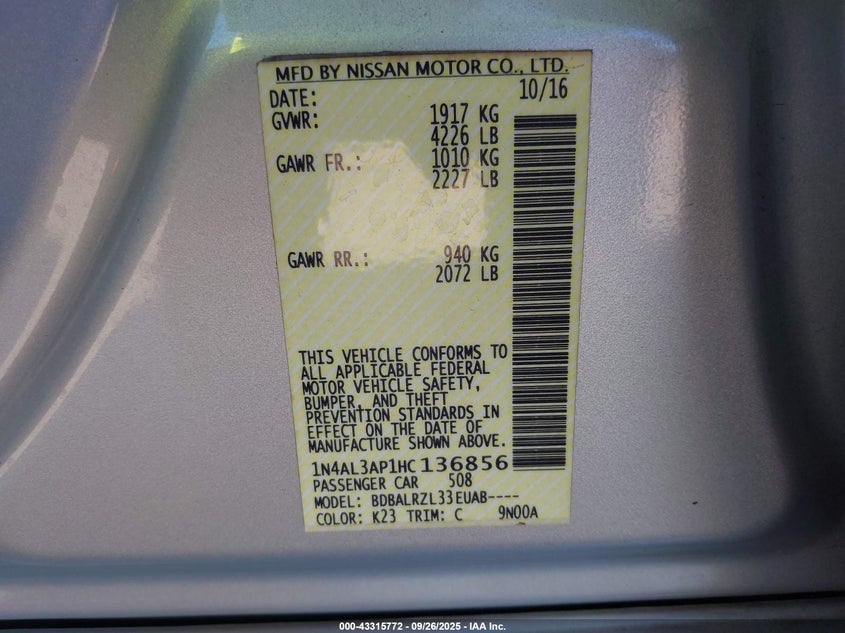 MFD BY NISSAN MOTOR CO., LTD.
DATE: 10/16
GVWR: 1917 KG
4226 LB
GAWR FR.: 1010 KG
2227 LB
GAWR RR.: 940 KG
2072 LB
THIS VEHICLE CONFORMS TO
ALL APPLICABLE FEDERAL
MOTOR VEHICLE SAFETY,
BUMPER, AND THEFT
PREVENTION STANDARDS IN
EFFECT ON THE DATE OF
MANUFACTURE SHOWN ABOVE.
1N4AL3AP1HC136856
PASSENGER CAR 508
MODEL: BDBALRZL33EUAB----
COLOR: K23 TRIM: C 9N00A
000-43315772 - 09/26/2025 - IAA Inc.